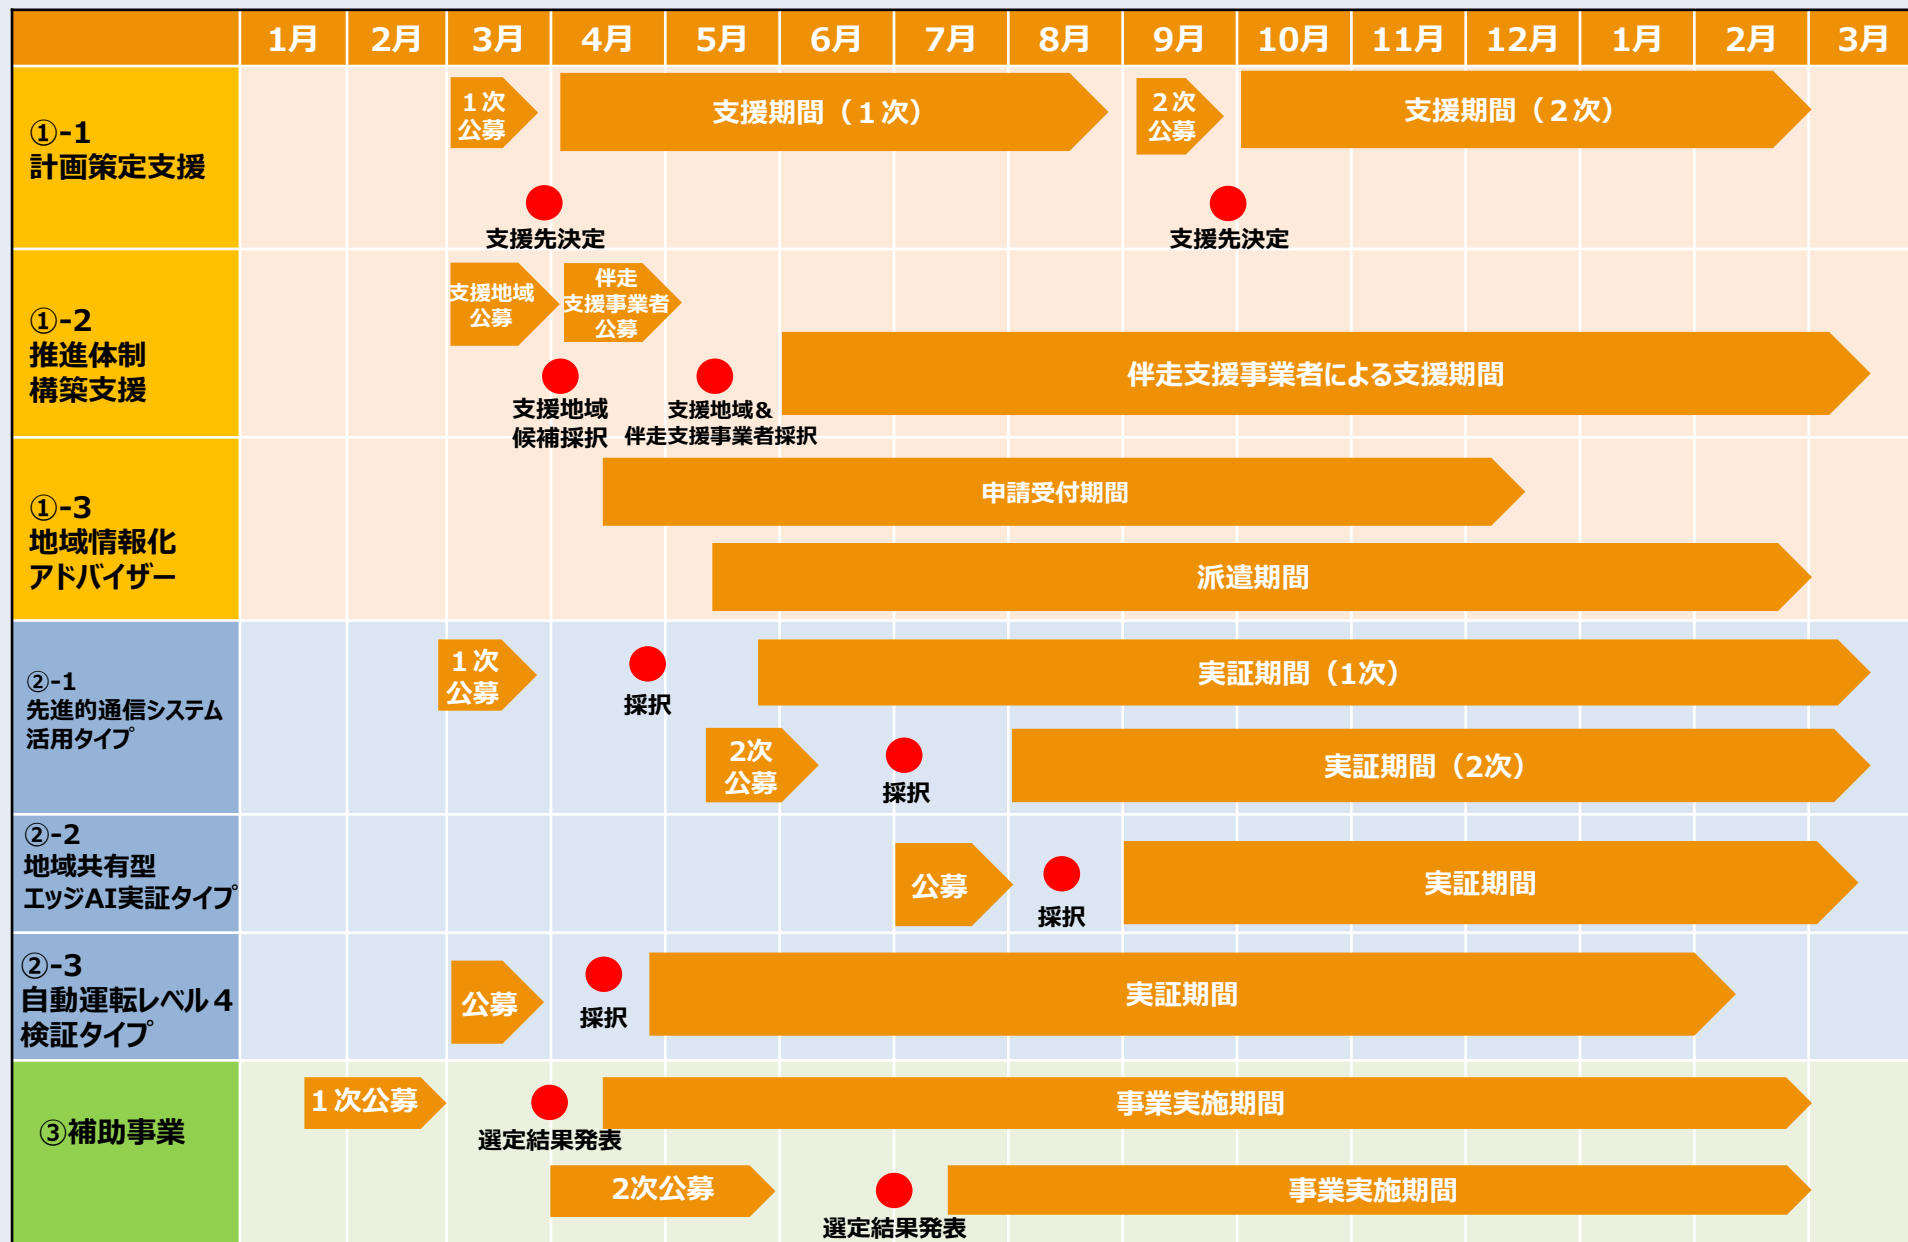 1月 2月 3月 4月 5月 6月 7月 8月 9月 10月 11月 12月 1月 2月 3月
①-1
計画策定支援
１次
公募
支援期間（１次）
２次
公募
支援期間（２次）
支援先決定
支援先決定
①-2
推進体制
構築支援
支援地域
公募
伴走
支援事業者
公募
伴走支援事業者による支援期間
支援地域
候補採択
支援地域＆
伴走支援事業者採択
①-3
地域情報化
アドバイザー
申請受付期間
派遣期間
②-1
先進的通信システム
活用タイプ
１次
公募
採択
実証期間（1次）
2次
公募
採択
実証期間（2次）
②-2
地域共有型
エッジAI実証タイプ
公募
採択
実証期間
②-3
自動運転レベル４
検証タイプ
公募
採択
実証期間
③補助事業
１次公募
選定結果発表
事業実施期間
2次公募
選定結果発表
事業実施期間